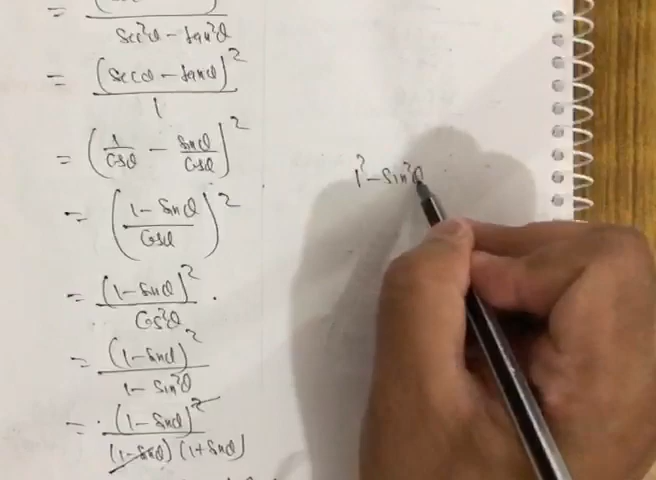 =
sec²θ - tan²θ
= (secθ - tanθ)² / 1
= (1/cosθ - sinθ/cosθ)²
1² - sin²θ
= ((1 - sinθ)/cosθ)²
= (1 - sinθ)² / cos²θ .
= (1 - sinθ)² / 1 - sin²θ
= (1 - sinθ)² / (1 - sinθ) (1 + sinθ)